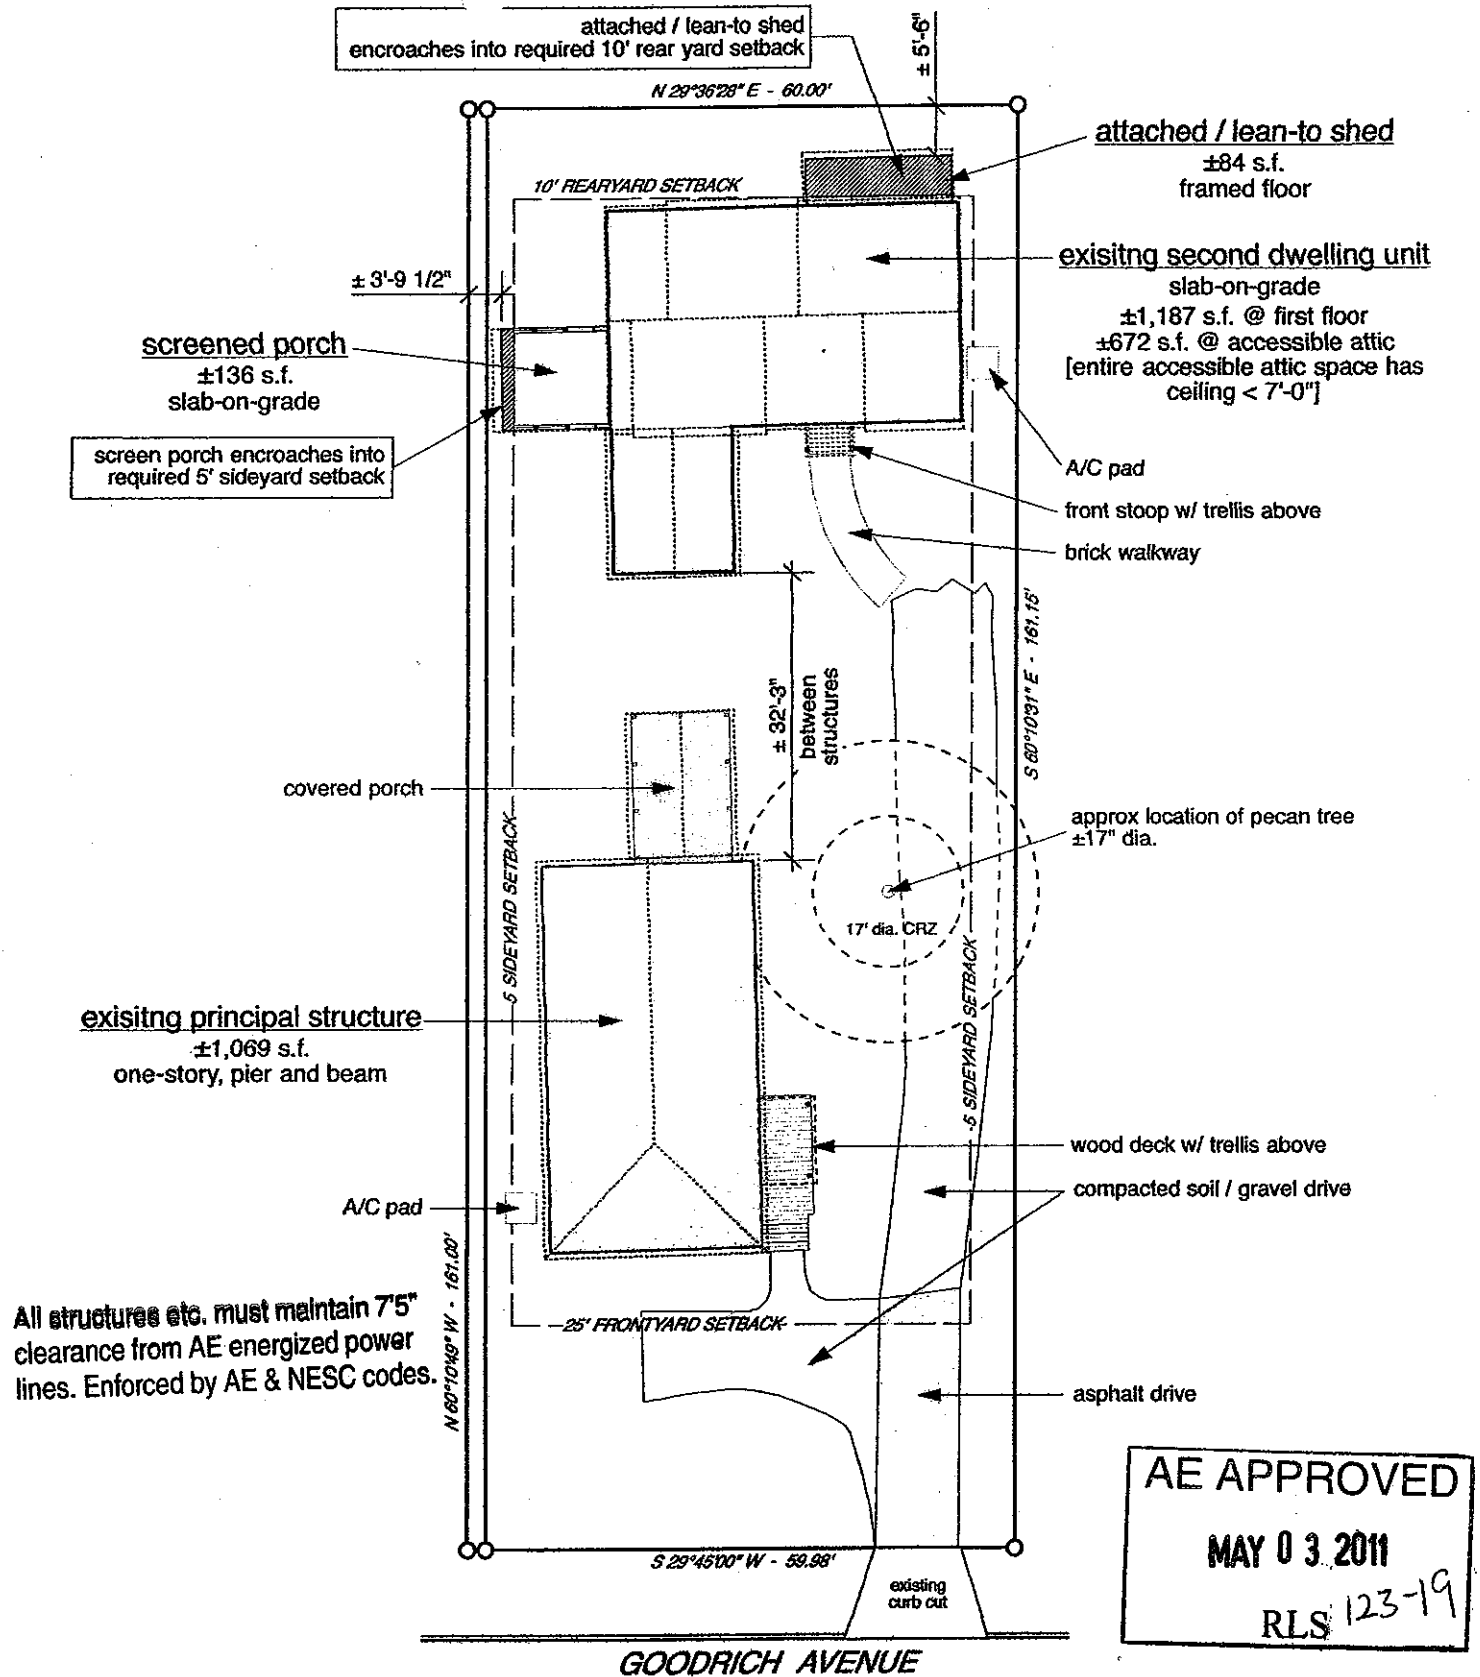 attached / lean-to shed
encroaches into required 10' rear yard setback
± 5'-6"
N 29°36'28" E - 60.00'
attached / lean-to shed
±84 s.f.
framed floor
10' REARYARD SETBACK
exisitng second dwelling unit
slab-on-grade
±1,187 s.f. @ first floor
±672 s.f. @ accessible attic
[entire accessible attic space has
ceiling < 7'-0"]
± 3'-9 1/2"
screened porch
±136 s.f.
slab-on-grade
screen porch encroaches into
required 5' sideyard setback
A/C pad
front stoop w/ trellis above
brick walkway
± 32'-3"
between
structures
S 60°10'31" E - 161.15'
covered porch
approx location of pecan tree
±17" dia.
17' dia. CRZ
5 SIDEYARD SETBACK
5 SIDEYARD SETBACK
exisitng principal structure
±1,069 s.f.
one-story, pier and beam
wood deck w/ trellis above
compacted soil / gravel drive
A/C pad
N 60°10'49" W - 161.00'
All structures etc. must maintain 7'5"
clearance from AE energized power
lines. Enforced by AE & NESC codes.
25' FRONTYARD SETBACK
asphalt drive
AE APPROVED
MAY 03 2011
RLS 123-19
S 29°45'00" W - 59.98'
existing
curb cut
GOODRICH AVENUE